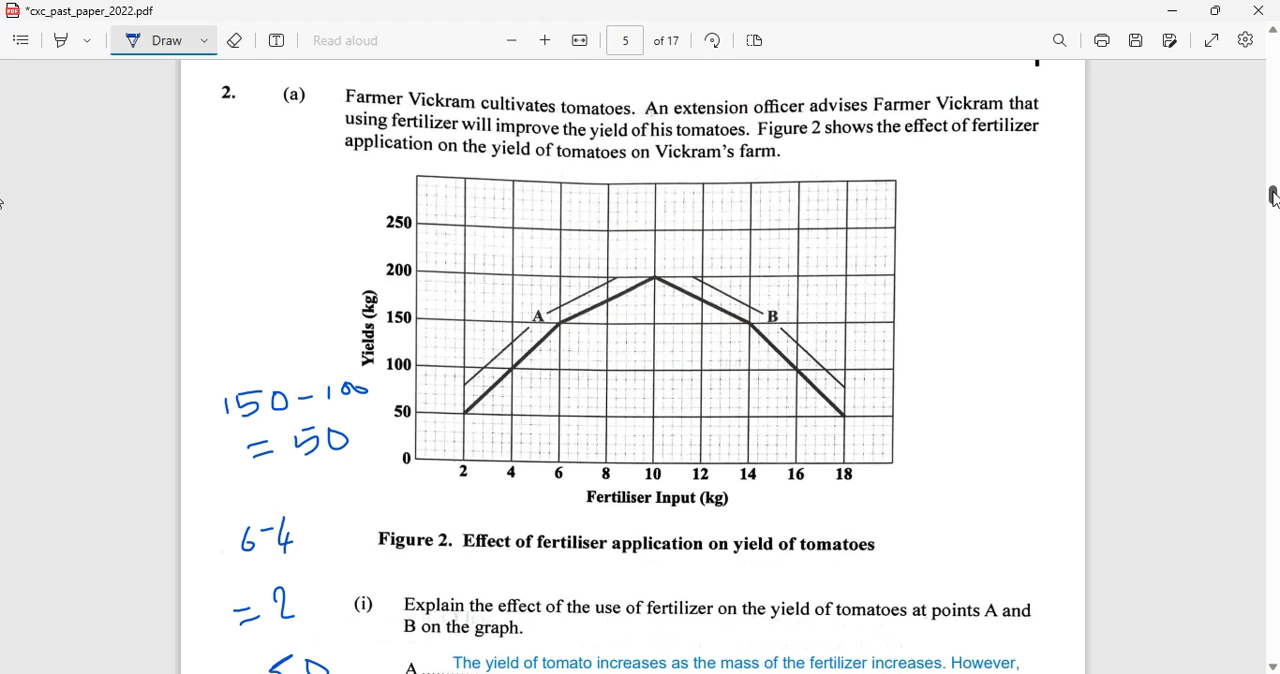 *cxc_past_paper_2022.pdf
Draw
Read aloud
5
of 17
2.
(a)
Farmer Vickram cultivates tomatoes. An extension officer advises Farmer Vickram that
using fertilizer will improve the yield of his tomatoes. Figure 2 shows the effect of fertilizer
application on the yield of tomatoes on Vickram's farm.
250
200
150
100
50
0
Yields (kg)
A
B
2 4 6 8 10 12 14 16 18
Fertiliser Input (kg)
Figure 2. Effect of fertiliser application on yield of tomatoes
150 - 100
= 50
6 - 4
= 2
50
(i)
Explain the effect of the use of fertilizer on the yield of tomatoes at points A and
B on the graph.
A
The yield of tomato increases as the mass of the fertilizer increases. However,